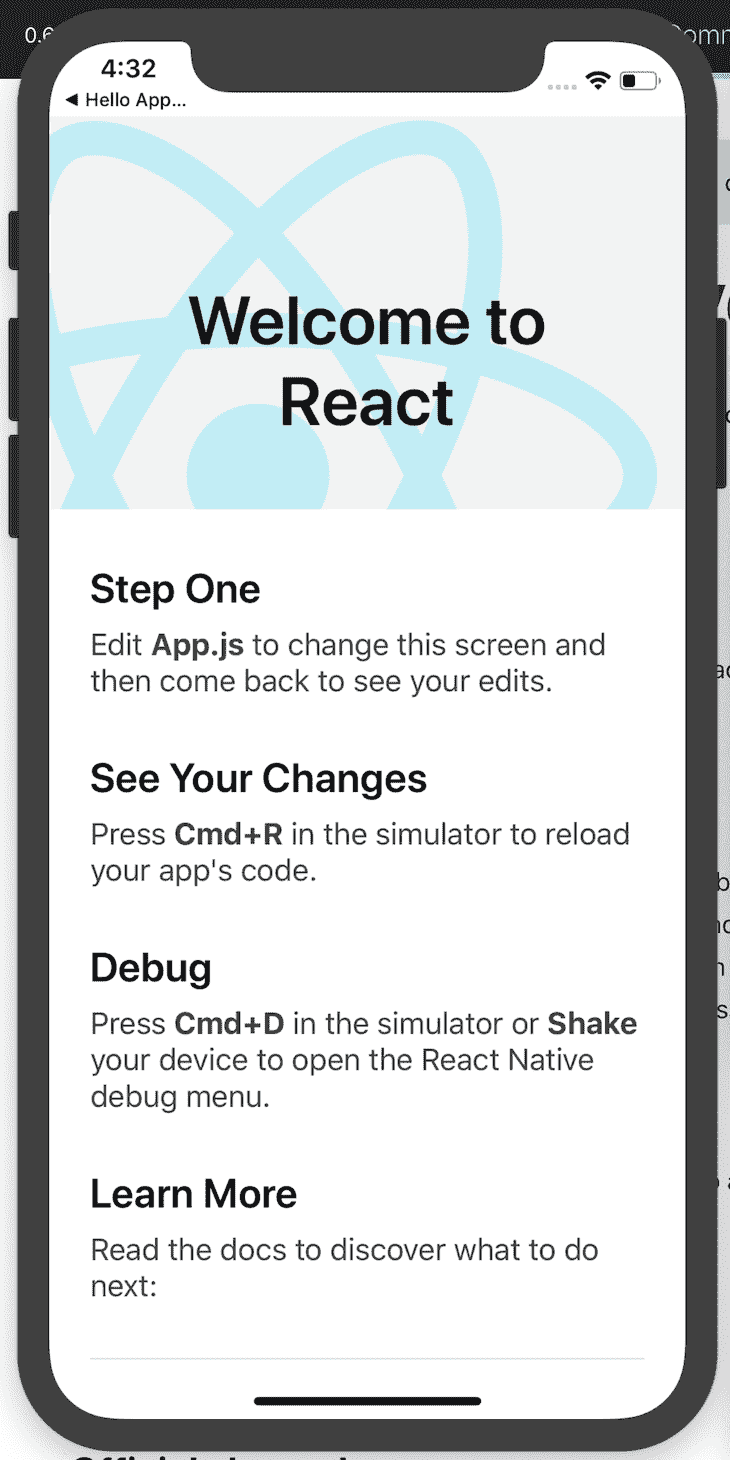 0.6
4:32
◀ Hello App...
Welcome to
React
Step One
Edit App.js to change this screen and
then come back to see your edits.
See Your Changes
Press Cmd+R in the simulator to reload
your app's code.
Debug
Press Cmd+D in the simulator or Shake
your device to open the React Native
debug menu.
Learn More
Read the docs to discover what to do
next: